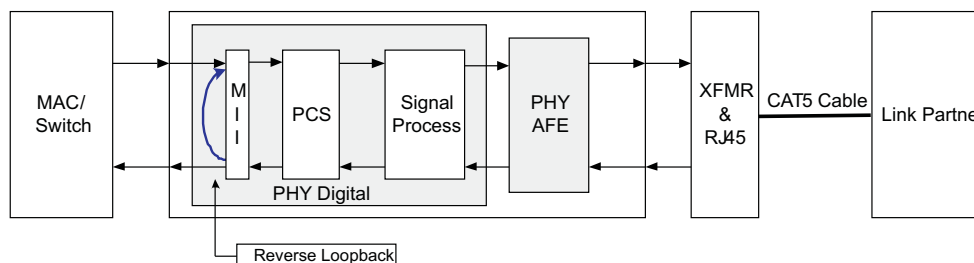 MAC/
Switch
M
I
I
PCS
Signal
Process
PHY
AFE
XFMR
&
RJ45
CAT5 Cable
Link Partne
PHY Digital
Reverse Loopback